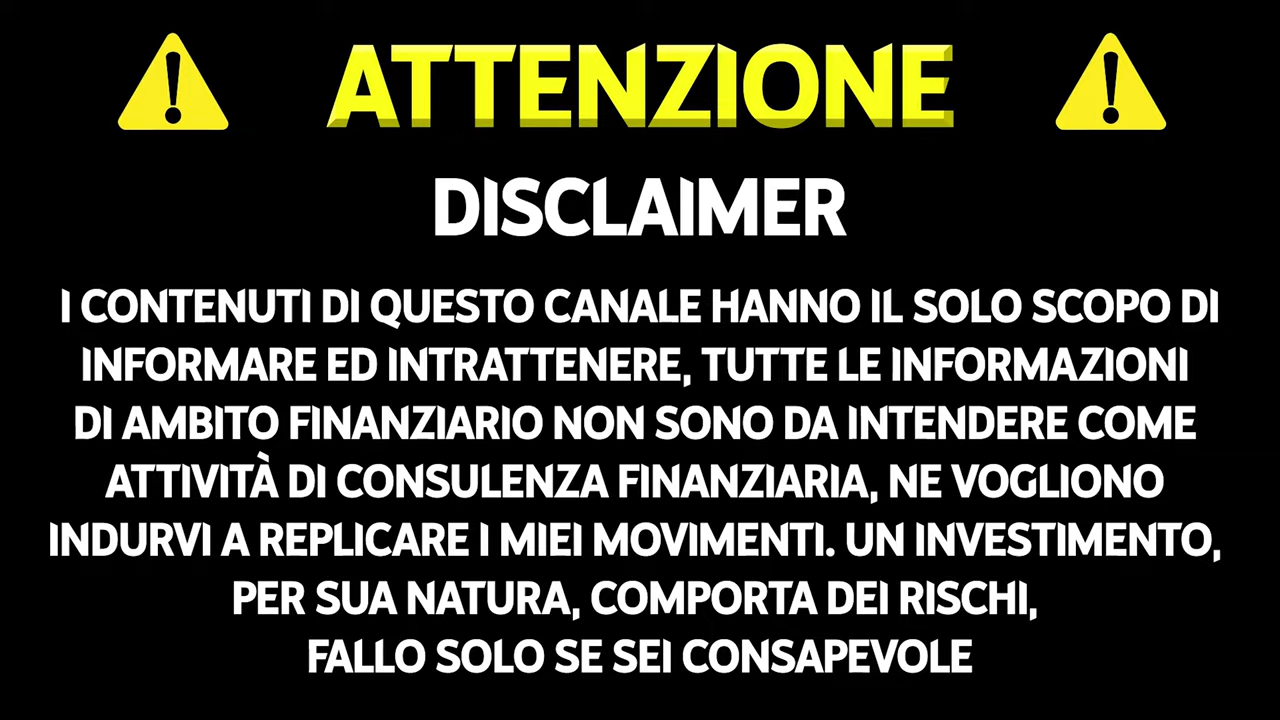 ATTENZIONE
DISCLAIMER
I CONTENUTI DI QUESTO CANALE HANNO IL SOLO SCOPO DI
INFORMARE ED INTRATTENERE, TUTTE LE INFORMAZIONI
DI AMBITO FINANZIARIO NON SONO DA INTENDERE COME
ATTIVITÀ DI CONSULENZA FINANZIARIA, NE VOGLIONO
INDURVI A REPLICARE I MIEI MOVIMENTI. UN INVESTIMENTO,
PER SUA NATURA, COMPORTA DEI RISCHI,
FALLO SOLO SE SEI CONSAPEVOLE